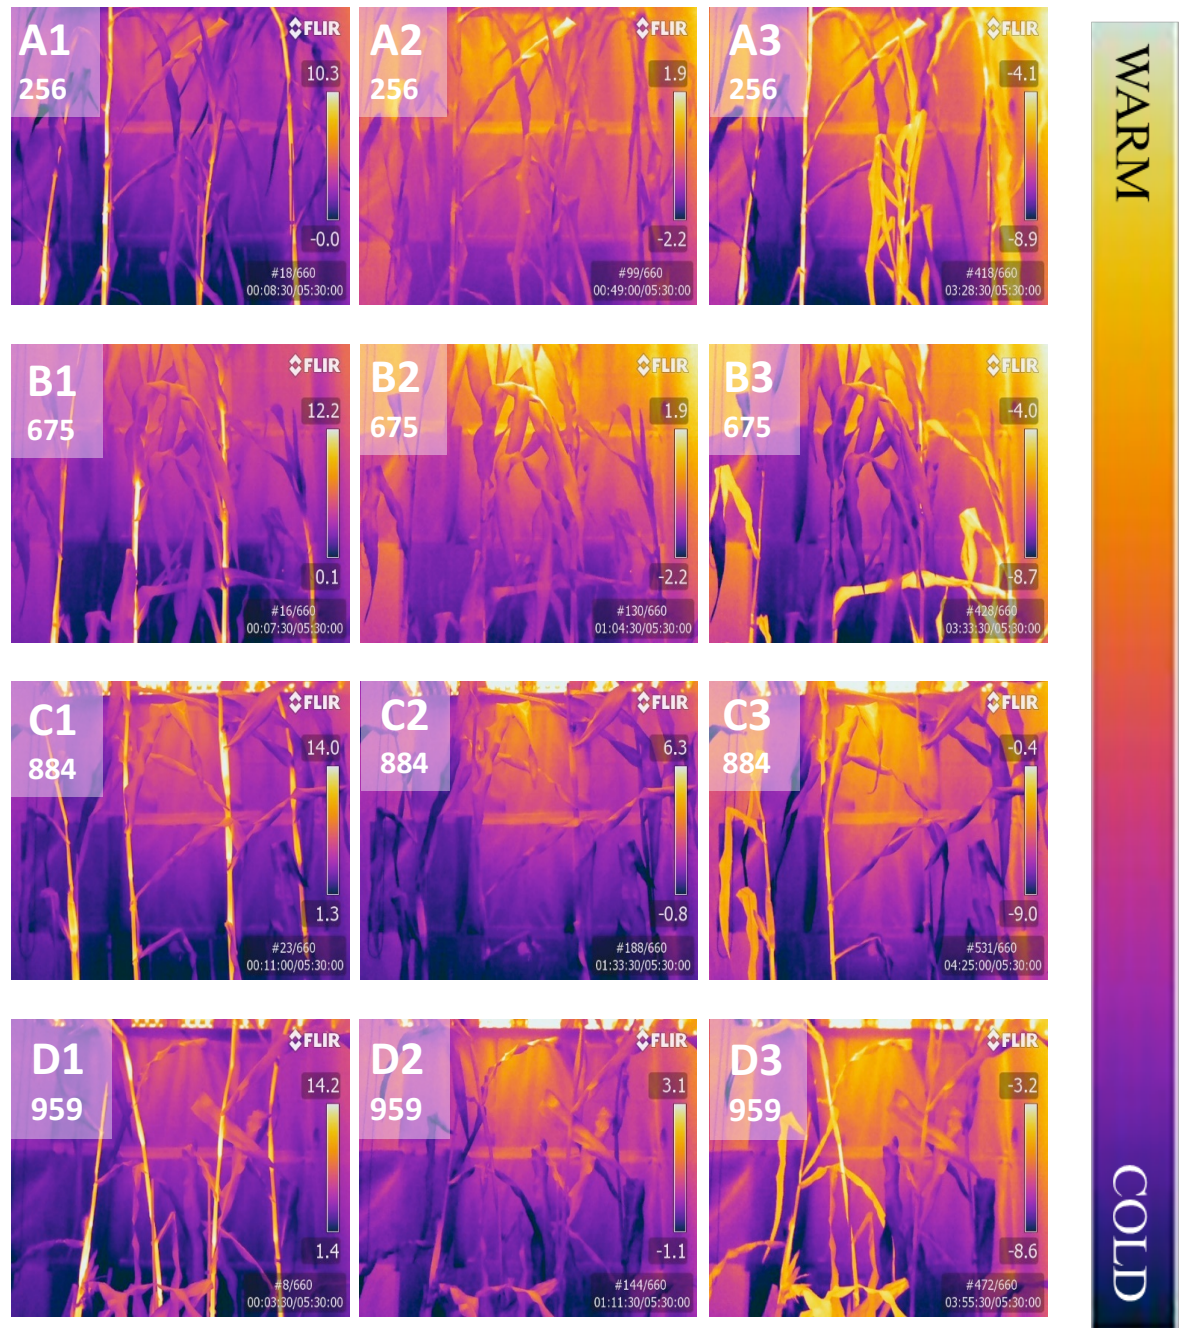 A1
256
FLIR
10.3
-0.0
#18/660
00:08:30/05:30:00
A2
256
FLIR
1.9
-2.2
#99/660
00:49:00/05:30:00
A3
256
FLIR
-4.1
-8.9
#418/660
03:28:30/05:30:00
WARM
B1
675
FLIR
12.2
0.1
#16/660
00:07:30/05:30:00
B2
675
FLIR
1.9
-2.2
#130/660
01:04:30/05:30:00
B3
675
FLIR
-4.0
-8.7
#428/660
03:33:30/05:30:00
C1
884
FLIR
14.0
1.3
#23/660
00:11:00/05:30:00
C2
884
FLIR
6.3
-0.8
#188/660
01:33:30/05:30:00
C3
884
FLIR
-0.4
-9.0
#531/660
04:25:00/05:30:00
D1
959
FLIR
14.2
1.4
#8/660
00:03:30/05:30:00
D2
959
FLIR
3.1
-1.1
#144/660
01:11:30/05:30:00
D3
959
FLIR
-3.2
-8.6
#472/660
03:55:30/05:30:00
COLD